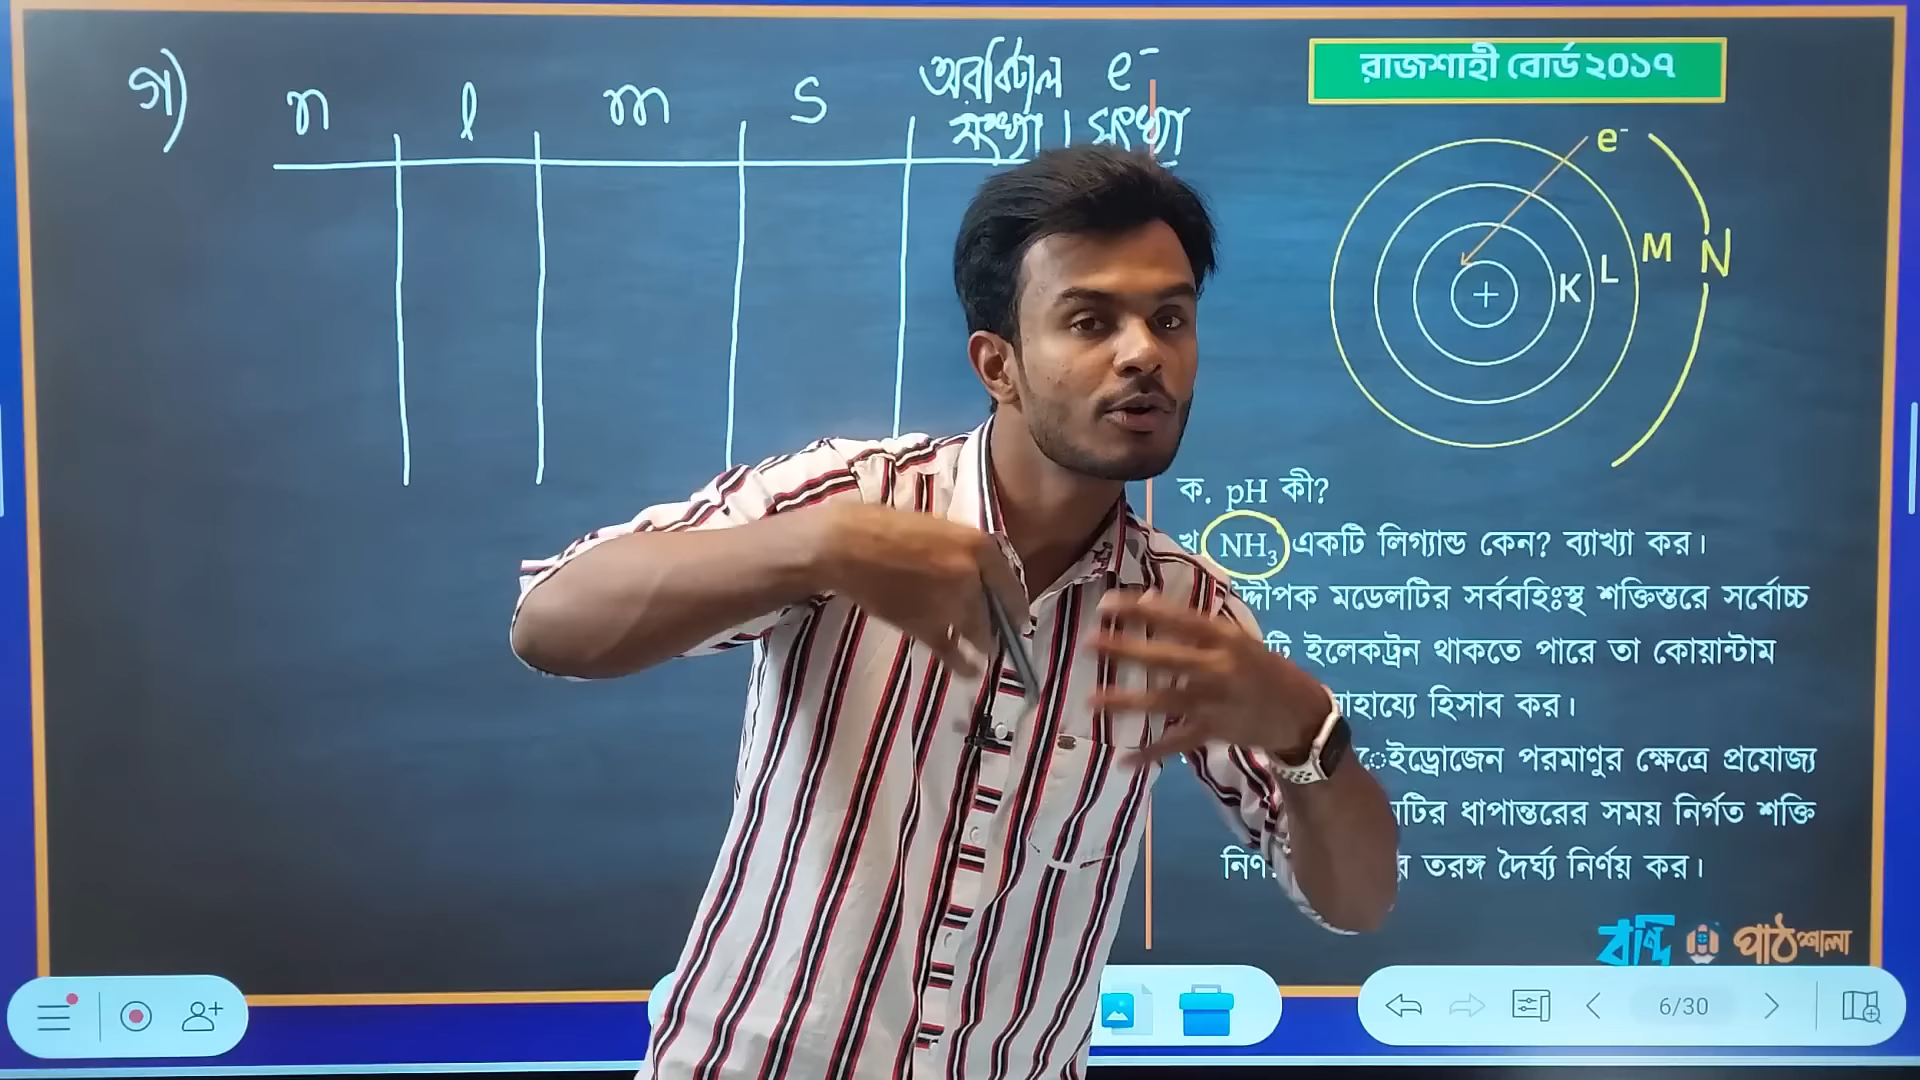 গ)
n l m S অরবিটাল সংখ্যা e⁻ সংখ্যা
রাজশাহী বোর্ড ২০১৭
e⁻
K L M N
+
ক. pH কী?
খ NH₃ একটি লিগ্যান্ড কেন? ব্যাখ্যা কর।
উদ্দীপক মডেলটির সর্ববহিঃস্থ শক্তিস্তরে সর্বোচ্চ
টি ইলেকট্রন থাকতে পারে তা কোয়ান্টাম
হিসাব কর।
পরমাণুর ক্ষেত্রে প্রযোজ্য
ধাপান্তরের সময় নির্গত শক্তি
তরঙ্গ দৈর্ঘ্য নির্ণয় কর।
বন্দি পাঠশালা
6/30